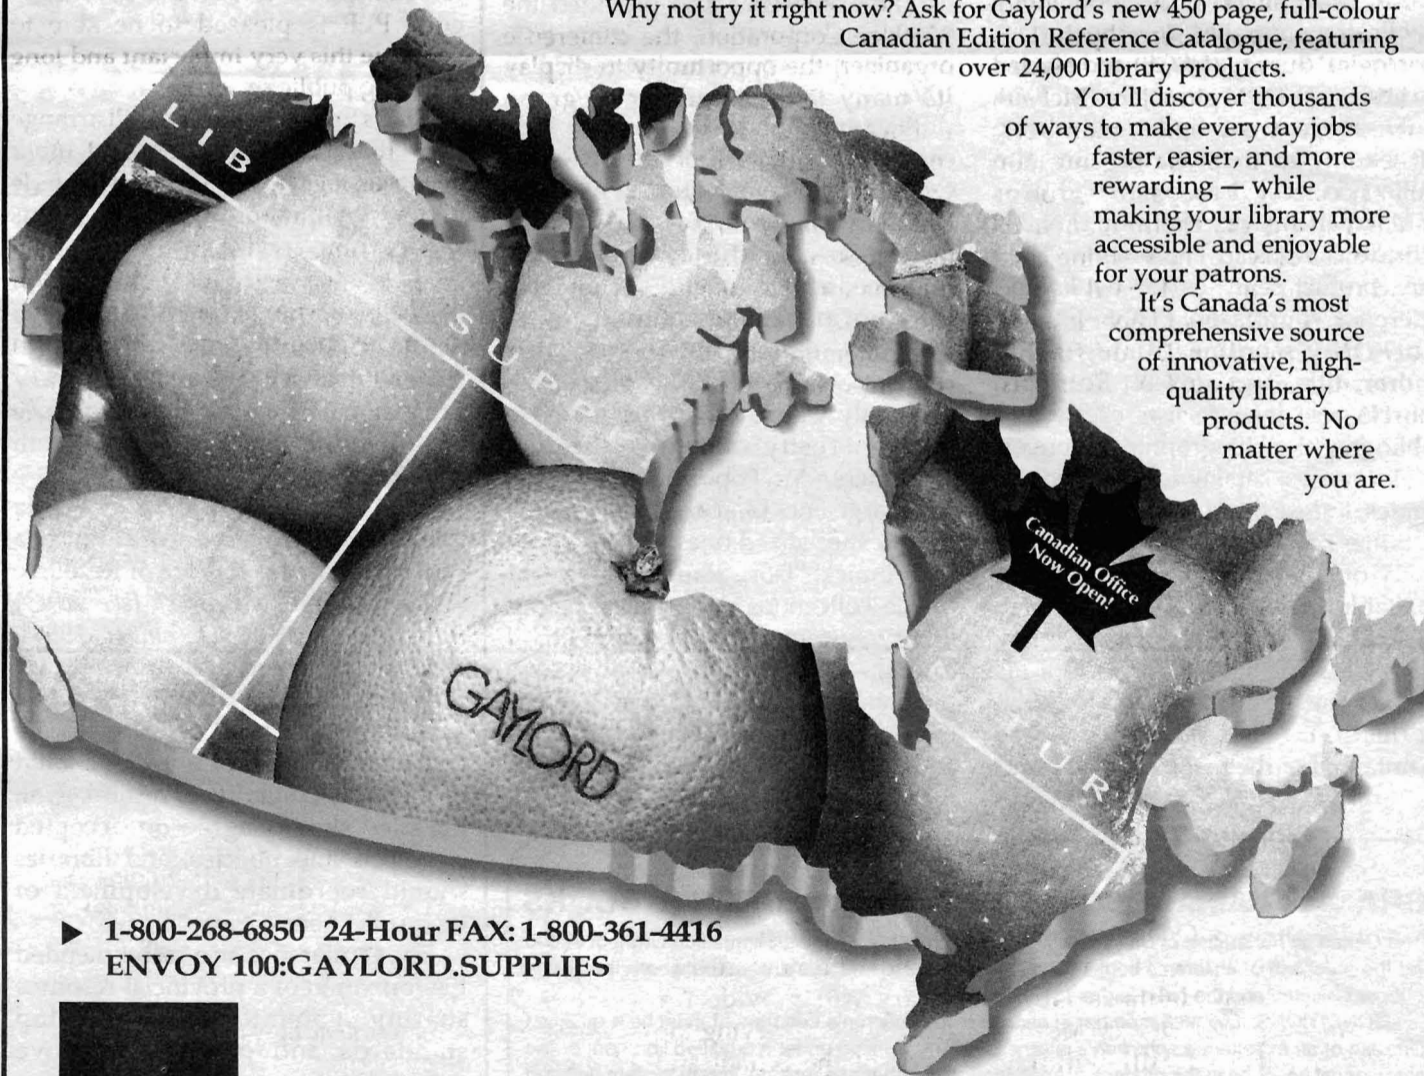 Why not try it right now? Ask for Gaylord's new 450 page, full-colour
Canadian Edition Reference Catalogue, featuring
over 24,000 library products.
You'll discover thousands
of ways to make everyday jobs
faster, easier, and more
rewarding — while
making your library more
accessible and enjoyable
for your patrons.
It's Canada's most
comprehensive source
of innovative, high-
quality library
products. No
matter where
you are.
LIB
SUP
Canadian Office
Now Open!
GAYLORD
UR
1-800-268-6850 24-Hour FAX: 1-800-361-4416
ENVOY 100:GAYLORD.SUPPLIES